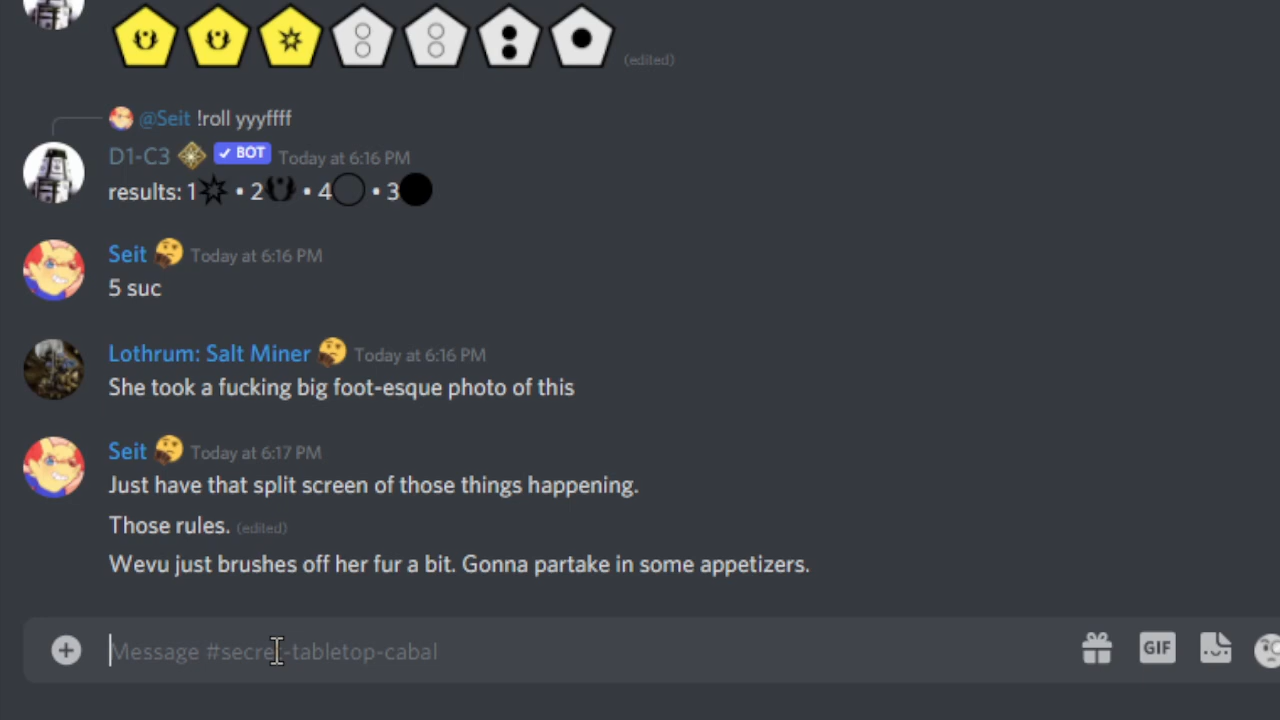 (edited)
@Seit !roll yyyffff
D1-C3 ✓ BOT Today at 6:16 PM
results: 1 • 2 • 4 • 3
Seit Today at 6:16 PM
5 suc
Lothrum: Salt Miner Today at 6:16 PM
She took a fucking big foot-esque photo of this
Seit Today at 6:17 PM
Just have that split screen of those things happening.
Those rules. (edited)
Wevu just brushes off her fur a bit. Gonna partake in some appetizers.
Message #secret-tabletop-cabal
GIF